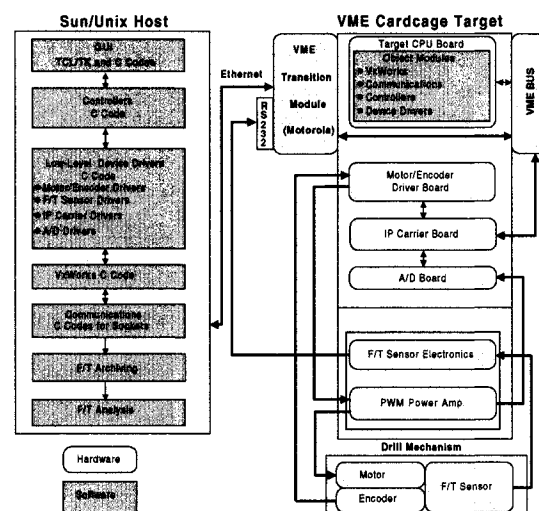 Sun/Unix Host
GUI
TCL/TK and C Codes
Controllers
C Code
Low-Level Device Drivers
C Code
Motor/Encoder Drivers
F/T Sensor Drivers
IP Carrier Drivers
A/D Drivers
VxWorks C Code
Communications
C Codes for Sockets
F/T Archiving
F/T Analysis
Hardware
Software
Ethernet
VME Cardcage Target
VME
Transition
Module
(Motorola)
RS232
Target CPU Board
Object Modules
VxWorks
Communications
Controllers
Device Drivers
VME BUS
Motor/Encoder
Driver Board
IP Carrier Board
A/D Board
F/T Sensor Electronics
PWM Power Amp.
Drill Mechanism
Motor
Encoder
F/T Sensor